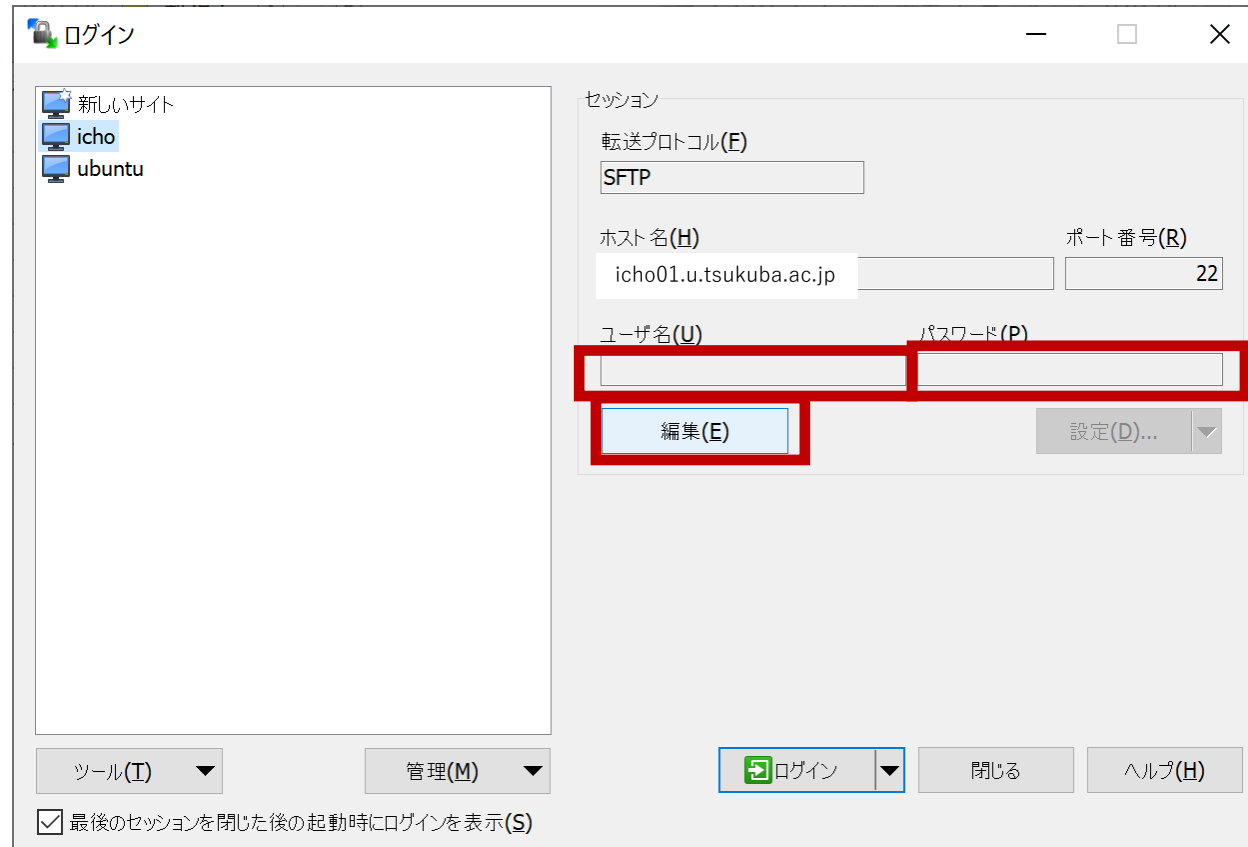 ログイン
新しいサイト
icho
ubuntu
セッション
転送プロトコル(F)
SFTP
ホスト名(H)
ポート番号(R)
icho01.u.tsukuba.ac.jp
22
ユーザ名(U)
パスワード(P)
編集(E)
設定(D)...
ツール(T)
管理(M)
ログイン
閉じる
ヘルプ(H)
最後のセッションを閉じた後の起動時にログインを表示(S)